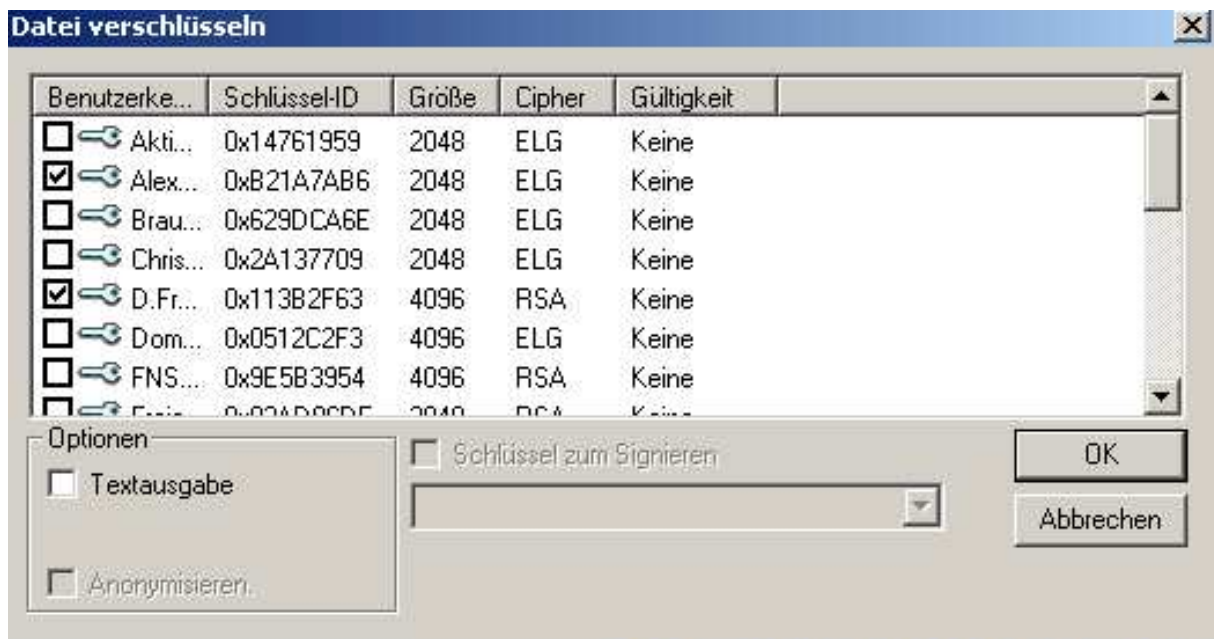 Datei verschlüsseln
Benutzerke... Schlüssel-ID Größe Cipher Gültigkeit
Akti... 0x14761959 2048 ELG Keine
Alex... 0xB21A7AB6 2048 ELG Keine
Brau... 0x629DCA6E 2048 ELG Keine
Chris... 0x2A137709 2048 ELG Keine
D.Fr... 0x113B2F63 4096 RSA Keine
Dom... 0x0512C2F3 4096 ELG Keine
FNS... 0x9E5B3954 4096 RSA Keine
Optionen
Schlüssel zum Signieren
OK
Textausgabe
Abbrechen
Anonymisieren.